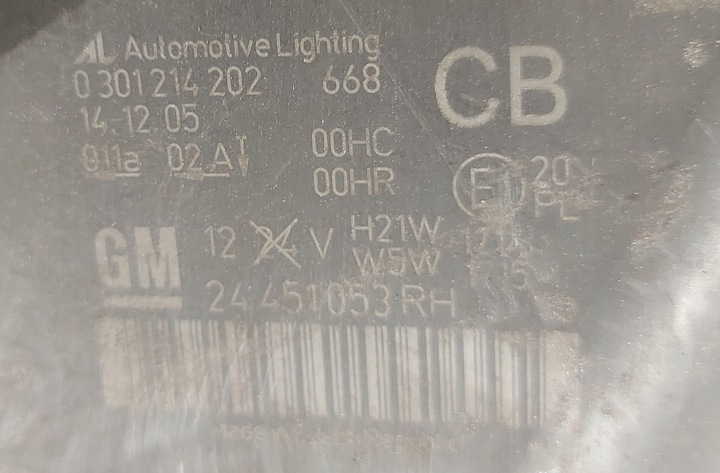 AL Automotive Lighting
0 301 214 202 668
CB
14.12.05
911a 02 A
00HC
00HR
E 20
PL
GM
12 24 V H21W
W5W
24 451 053 RH